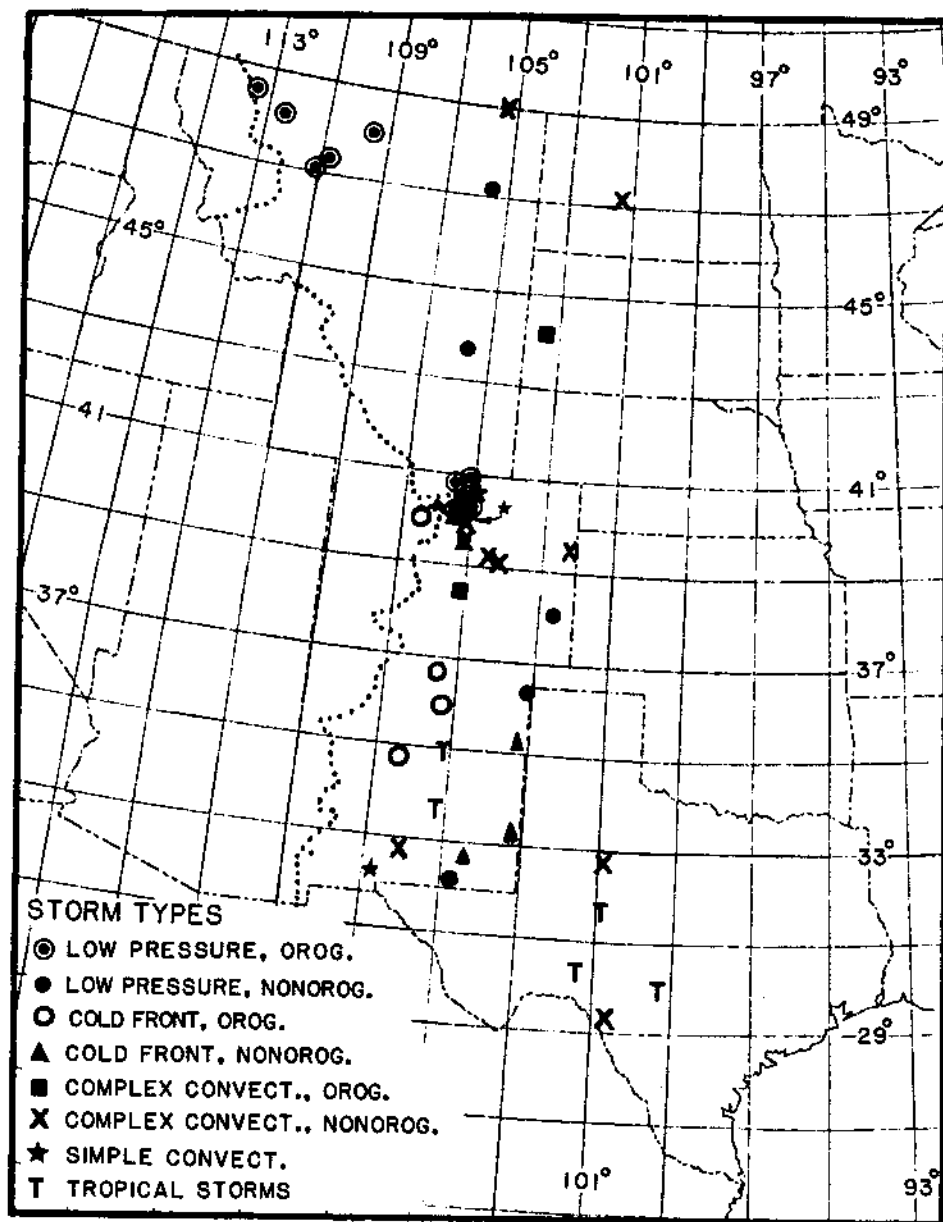 113°
109°
105°
101°
97°
93°
49°
45°
45°
41
41°
37°
37°
33°
29°
101°
93°
STORM TYPES
LOW PRESSURE, OROG.
LOW PRESSURE, NONOROG.
COLD FRONT, OROG.
COLD FRONT, NONOROG.
COMPLEX CONVECT., OROG.
COMPLEX CONVECT., NONOROG.
SIMPLE CONVECT.
T TROPICAL STORMS
T
T
T
T
T